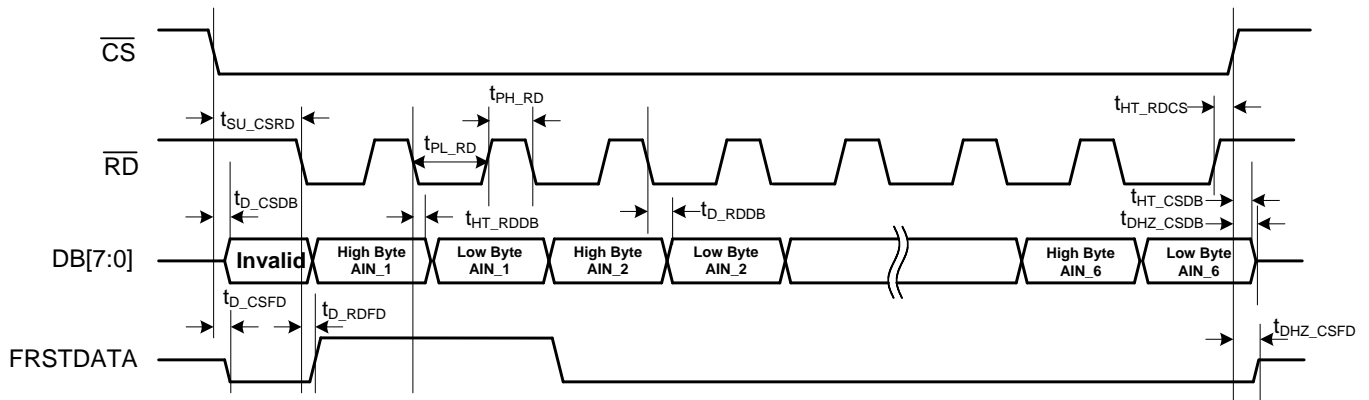 CS
tPH_RD
tHT_RDCS
tSU_CSRD
tPL_RD
RD
tD_CSDB
tHT_RDDB
tD_RDDB
tHT_CSDB
tDHZ_CSDB
DB[7:0]
Invalid
High Byte
AIN_1
Low Byte
AIN_1
High Byte
AIN_2
Low Byte
AIN_2
High Byte
AIN_6
Low Byte
AIN_6
tD_CSFD
tD_RDFD
tDHZ_CSFD
FRSTDATA